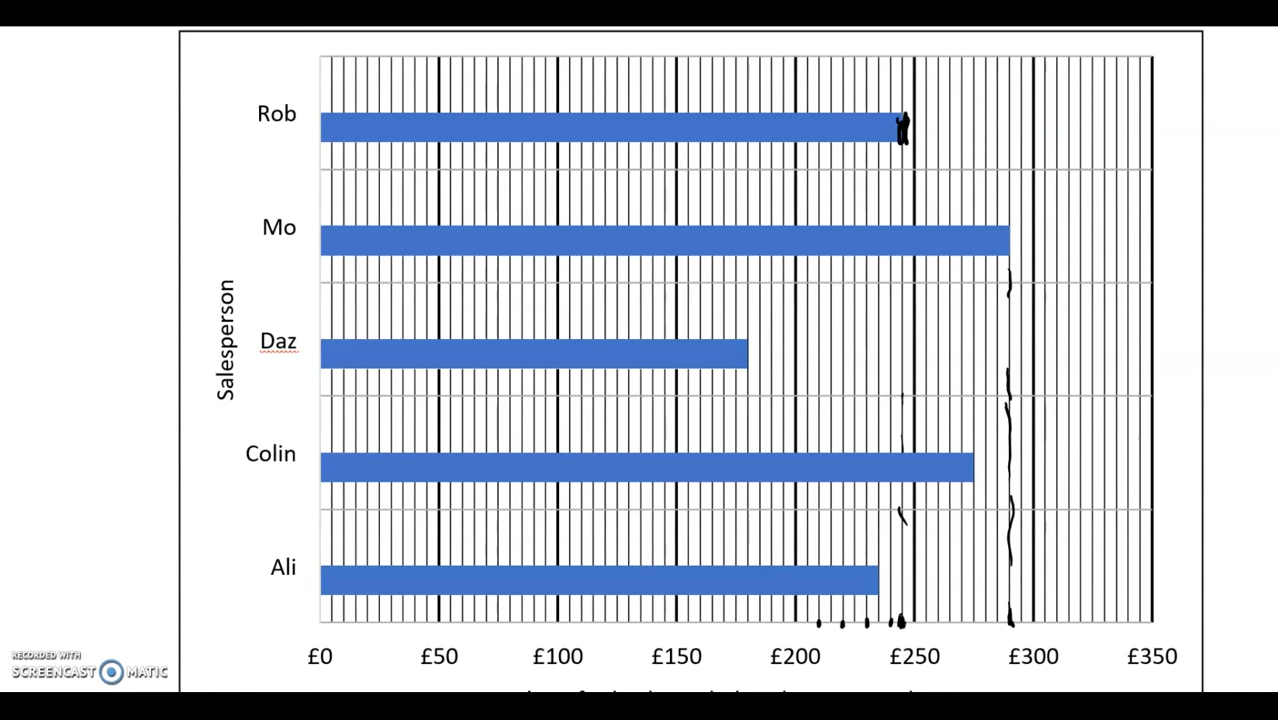 Rob
Mo
Daz
Colin
Ali
Salesperson
£0 £50 £100 £150 £200 £250 £300 £350
RECORDED WITH
SCREENCAST MATIC